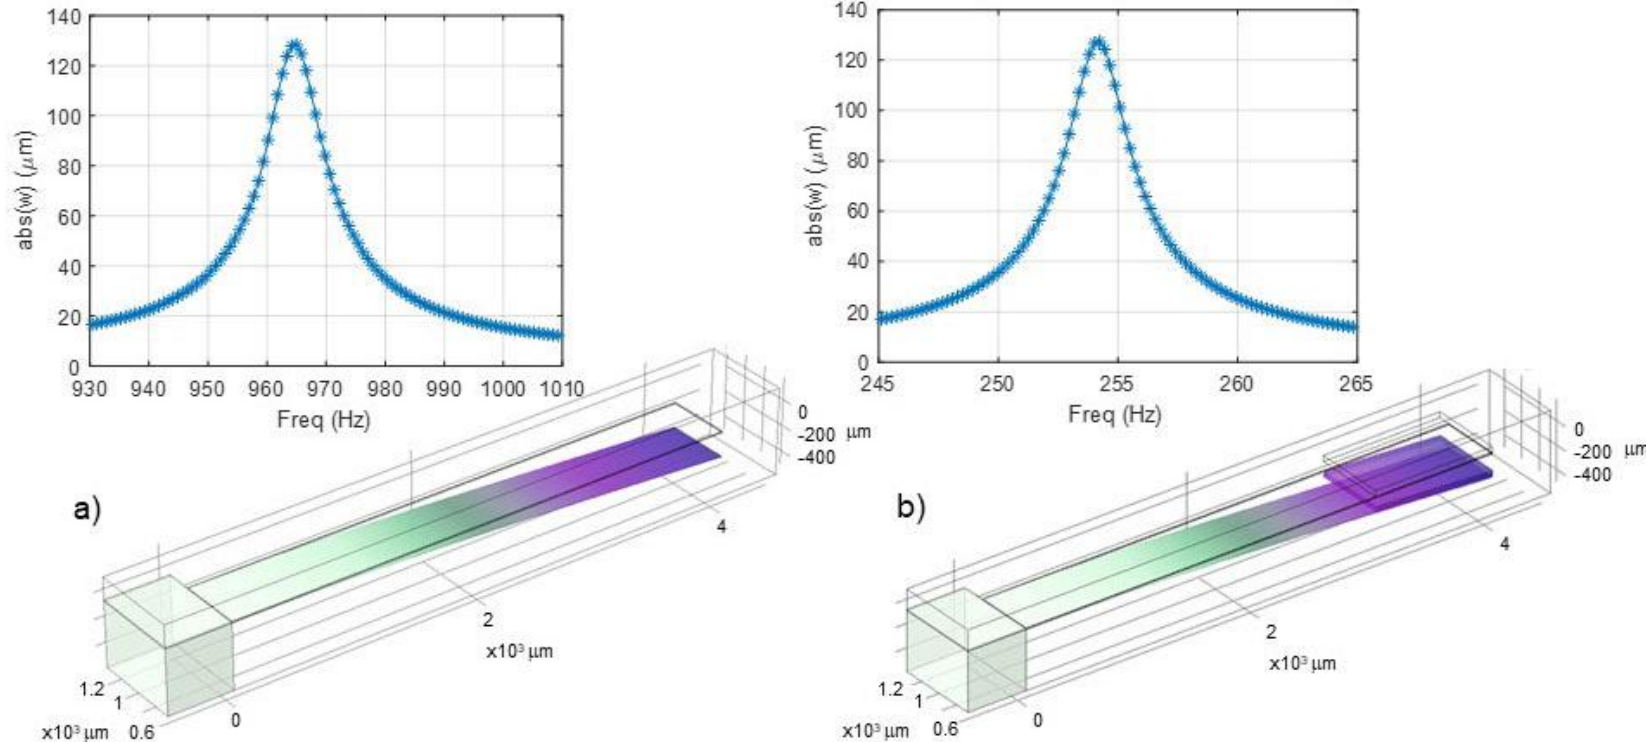 140
120
100
80
60
40
20
0
abs(w) (μm)
930 940 950 960 970 980 990 1000 1010
Freq (Hz)
0
-200 μm
-400
a)
4
2
x10³ μm
1.2
1
x10³ μm 0.6
0
140
120
100
80
60
40
20
0
abs(w) (μm)
245 250 255 260 265
Freq (Hz)
0
-200 μm
-400
b)
4
2
x10³ μm
1.2
1
x10³ μm 0.6
0